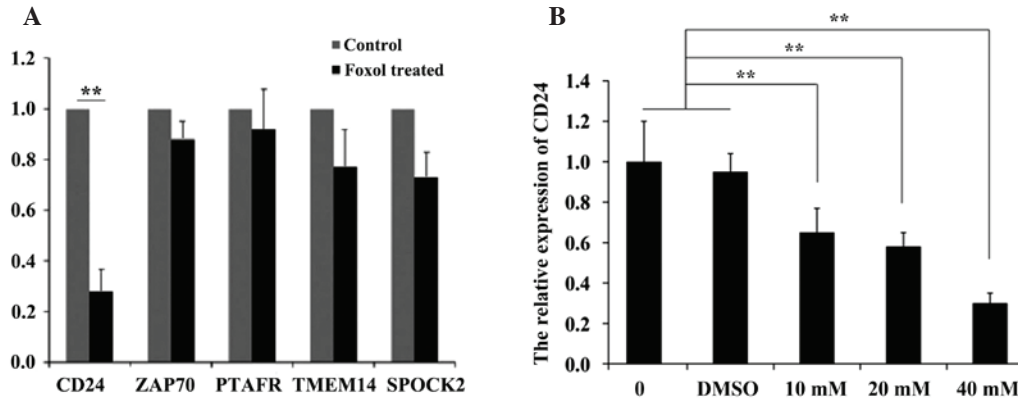 A
Control
Foxol treated
1.2
1.0
0.8
0.6
0.4
0.2
0.0
**
CD24 ZAP70 PTAFR TMEM14 SPOCK2
B
The relative expression of CD24
1.4
1.2
1.0
0.8
0.6
0.4
0.2
0.0
**
**
**
0 DMSO 10 mM 20 mM 40 mM